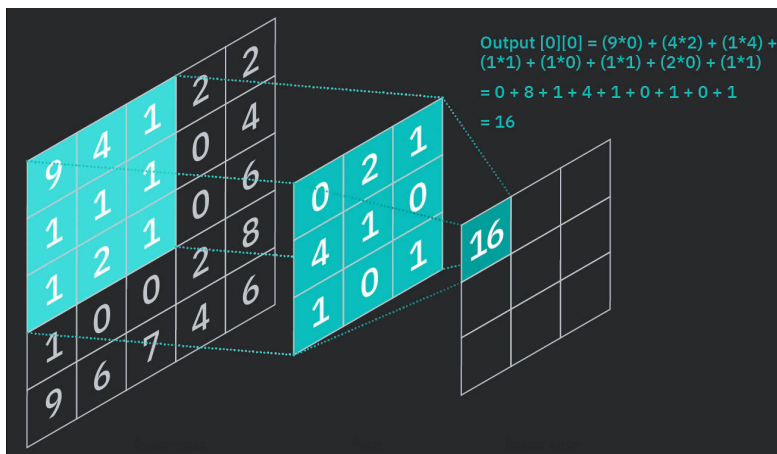 Output [0][0] = (9*0) + (4*2) + (1*4) +
(1*1) + (1*0) + (1*1) + (2*0) + (1*1)
= 0 + 8 + 1 + 4 + 1 + 0 + 1 + 0 + 1
= 16
9 4 1 2 2
1 1 1 0 4
1 2 1 0 6
1 0 0 2 8
9 6 7 4 6
0 2 1
4 1 0
1 0 1
16